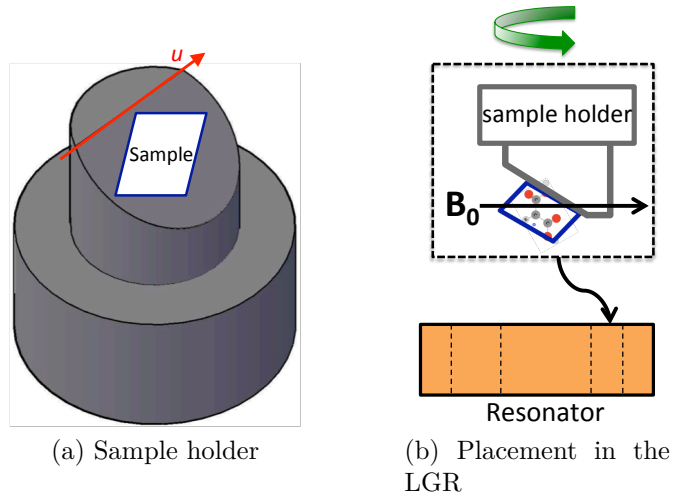 u
Sample
sample holder
B₀
Resonator
(a) Sample holder
(b) Placement in the
LGR